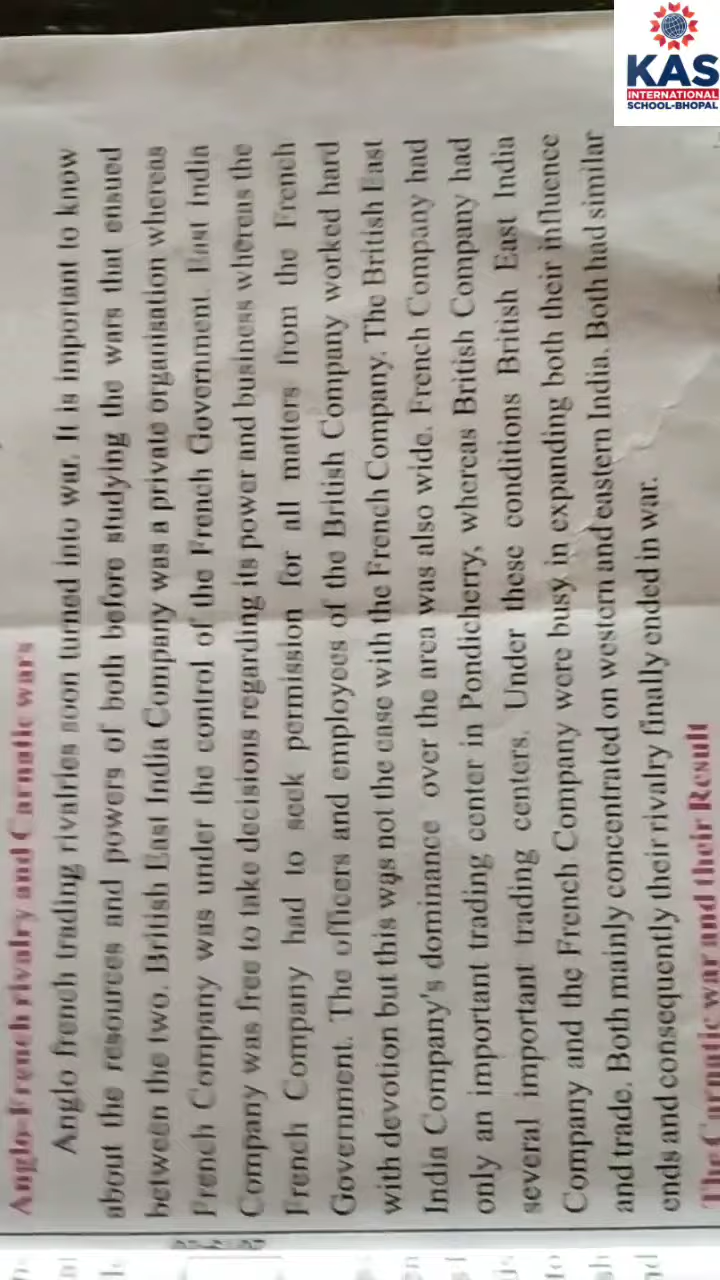 KAS
INTERNATIONAL
SCHOOL-BHOPAL
Anglo-French rivalry and Carnatic wars
Anglo french trading rivalries soon turned into war. It is important to know
about the resources and powers of both before studying the wars that ensued
between the two. British East India Company was a private organisation whereas
French Company was under the control of the French Government. East India
Company was free to take decisions regarding its power and business whereas the
French Company had to seek permission for all matters from the French
Government. The officers and employees of the British Company worked hard
with devotion but this was not the case with the French Company. The British East
India Company's dominance over the area was also wide. French Company had
only an important trading center in Pondicherry, whereas British Company had
several important trading centers. Under these conditions British East India
Company and the French Company were busy in expanding both their influence
and trade. Both mainly concentrated on western and eastern India. Both had similar
ends and consequently their rivalry finally ended in war.
The Carnatic war and their Result